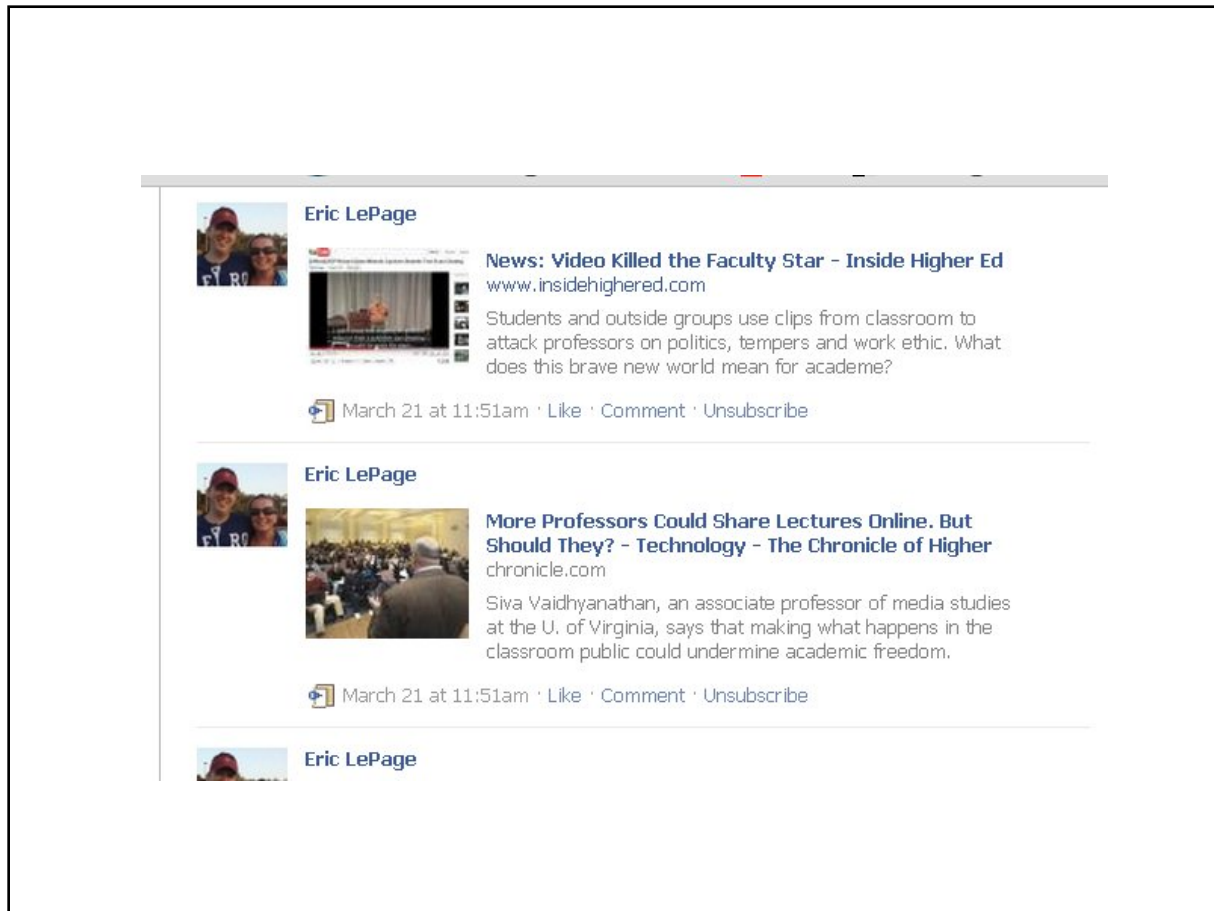 Eric LePage
News: Video Killed the Faculty Star - Inside Higher Ed
www.insidehighered.com
Students and outside groups use clips from classroom to
attack professors on politics, tempers and work ethic. What
does this brave new world mean for academe?
March 21 at 11:51am · Like · Comment · Unsubscribe
Eric LePage
More Professors Could Share Lectures Online. But
Should They? - Technology - The Chronicle of Higher
chronicle.com
Siva Vaidhyanathan, an associate professor of media studies
at the U. of Virginia, says that making what happens in the
classroom public could undermine academic freedom.
March 21 at 11:51am · Like · Comment · Unsubscribe
Eric LePage